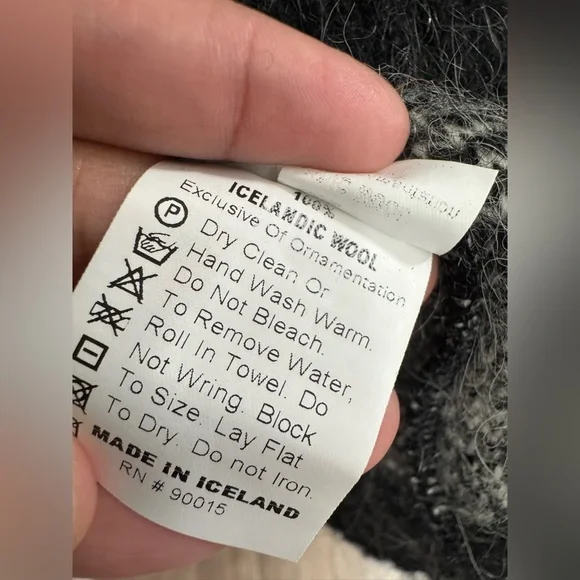 100%
ICELANDIC WOOL
Exclusive Of Ornamentation
P
Dry Clean Or
Hand Wash Warm.
Do Not Bleach.
To Remove Water,
Roll In Towel. Do
Not Wring. Block
To Size. Lay Flat
To Dry. Do not Iron.
MADE IN ICELAND
RN # 90015